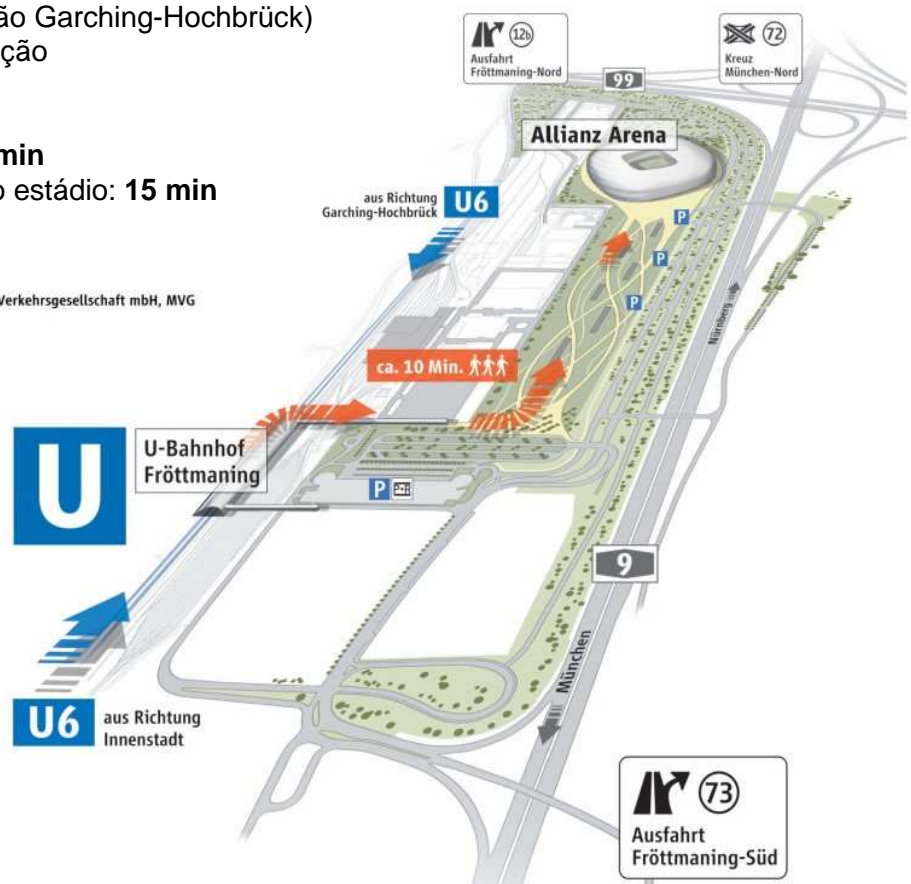 ão Garching-Hochbrück)
ção
min
o estádio: 15 min
Verkehrsgesellschaft mbH, MVG
12b
Ausfahrt
Fröttmaning-Nord
72
Kreuz
München-Nord
99
Allianz Arena
aus Richtung
Garching-Hochbrück
U6
P
P
P
Nürnberg
ca. 10 Min.
U
U-Bahnhof
Fröttmaning
P
P+R
9
München
U6
aus Richtung
Innenstadt
73
Ausfahrt
Fröttmaning-Süd